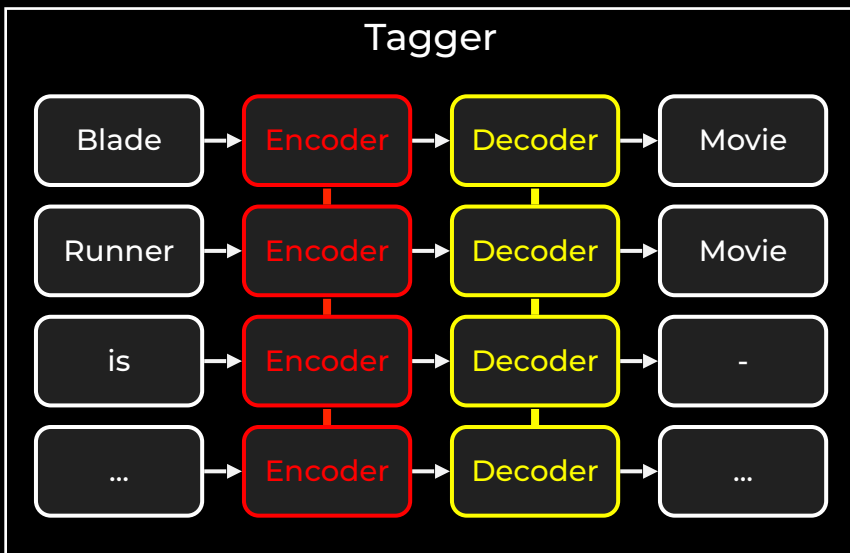 Tagger
Blade Encoder Decoder Movie
Runner Encoder Decoder Movie
is Encoder Decoder -
... Encoder Decoder ...